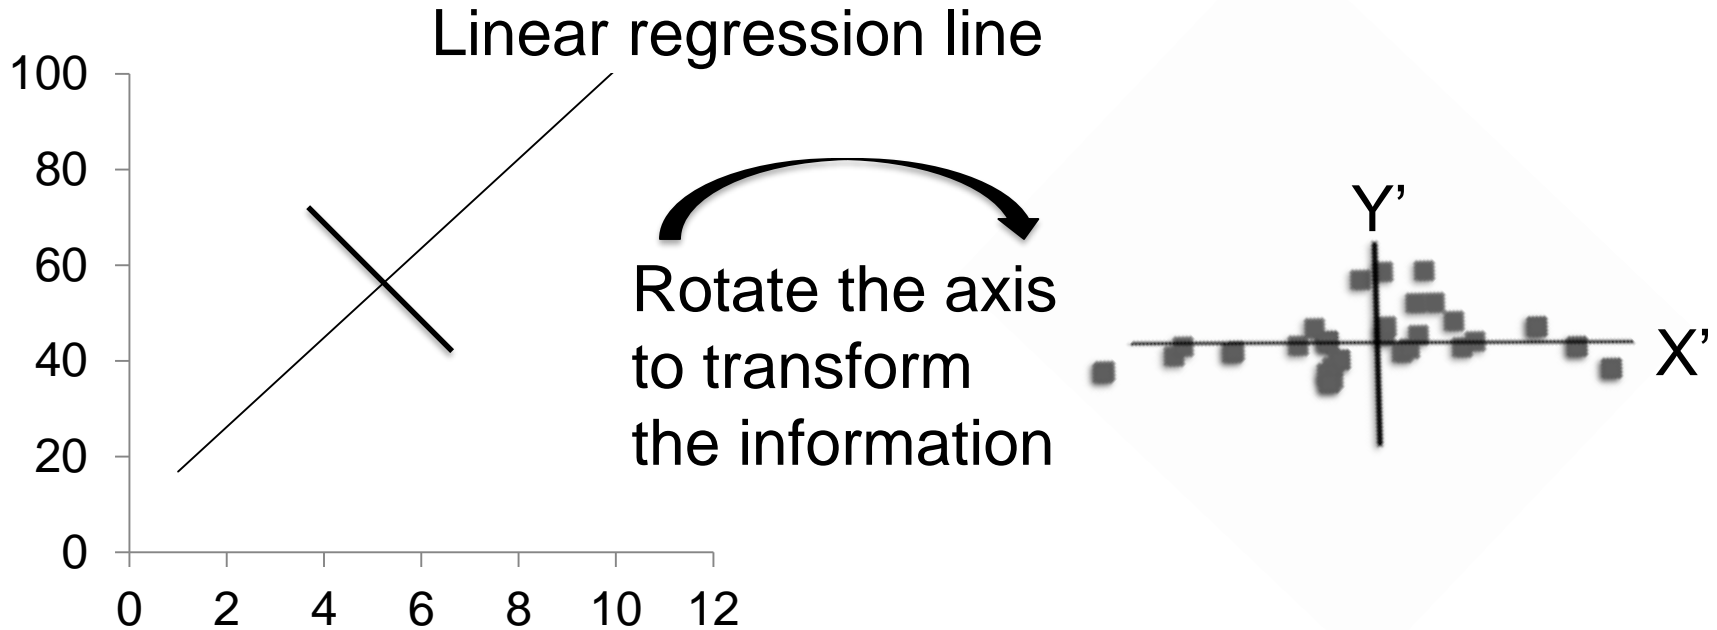 Linear regression line
100
80
60
40
20
0
0 2 4 6 8 10 12
Rotate the axis
to transform
the information
Y’
X’